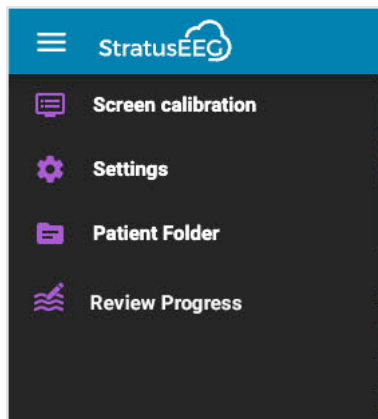 StratusEEG
Screen calibration
Settings
Patient Folder
Review Progress